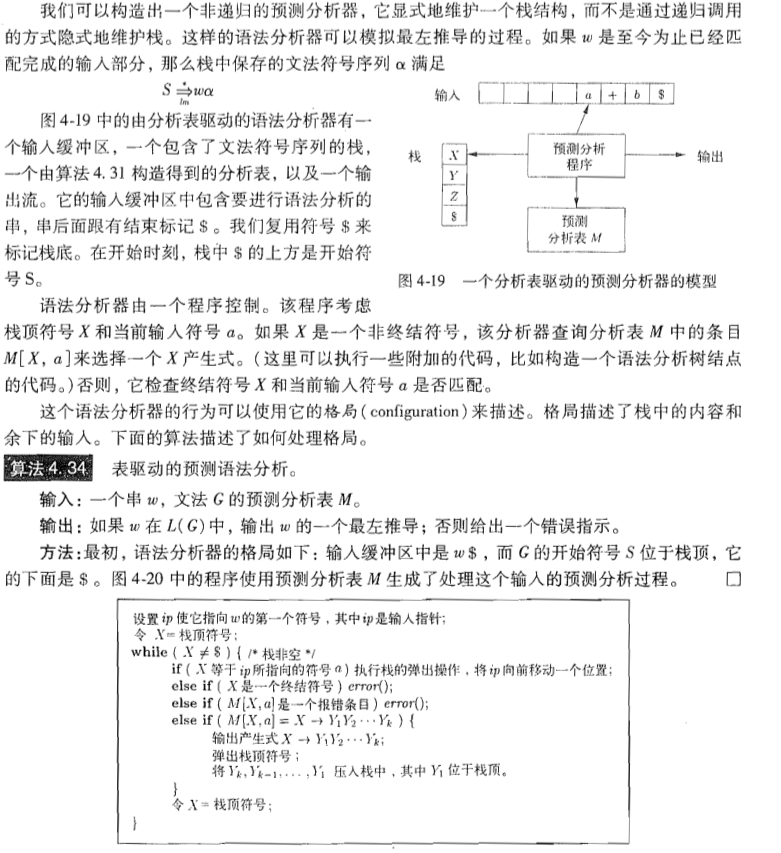 我们可以构造出一个非递归的预测分析器，它显式地维护一个栈结构，而不是通过递归调用
的方式隐式地维护栈。这样的语法分析器可以模拟最左推导的过程。如果 w 是至今为止已经匹
配完成的输入部分，那么栈中保存的文法符号序列 α 满足
S ⇒* wα
lm
图 4-19 中的由分析表驱动的语法分析器有一
个输入缓冲区，一个包含了文法符号序列的栈，
一个由算法 4.31 构造得到的分析表，以及一个输
出流。它的输入缓冲区中包含要进行语法分析的
串，串后面跟有结束标记 $。我们复用符号 $ 来
标记栈底。在开始时刻，栈中 $ 的上方是开始符
号 S。
输入 a + b $
栈 X Y Z $
预测分析
程序
输出
预测
分析表 M
图 4-19 一个分析表驱动的预测分析器的模型
语法分析器由一个程序控制。该程序考虑
栈顶符号 X 和当前输入符号 a。如果 X 是一个非终结符号，该分析器查询分析表 M 中的条目
M[X, a]来选择一个 X 产生式。（这里可以执行一些附加的代码，比如构造一个语法分析树结点
的代码。）否则，它检查终结符号 X 和当前输入符号 a 是否匹配。
这个语法分析器的行为可以使用它的格局(configuration)来描述。格局描述了栈中的内容和
余下的输入。下面的算法描述了如何处理格局。
算法 4.34 表驱动的预测语法分析。
输入：一个串 w，文法 G 的预测分析表 M。
输出：如果 w 在 L(G)中，输出 w 的一个最左推导；否则给出一个错误指示。
方法：最初，语法分析器的格局如下：输入缓冲区中是 w$，而 G 的开始符号 S 位于栈顶，它
的下面是 $。图 4-20 中的程序使用预测分析表 M 生成了处理这个输入的预测分析过程。 □
设置 ip 使它指向 w 的第一个符号，其中 ip 是输入指针；
令 X= 栈顶符号；
while ( X ≠ $ ) { /* 栈非空 */
if ( X 等于 ip 所指向的符号 a ) 执行栈的弹出操作，将 ip 向前移动一个位置；
else if ( X 是一个终结符号 ) error();
else if ( M[X,a]是一个报错条目 ) error();
else if ( M[X,a] = X → Y1Y2 ··· Yk ) {
输出产生式 X → Y1Y2 ··· Yk;
弹出栈顶符号；
将 Yk, Yk−1, . . . , Y1 压入栈中，其中 Y1 位于栈顶。
}
令 X = 栈顶符号；
}